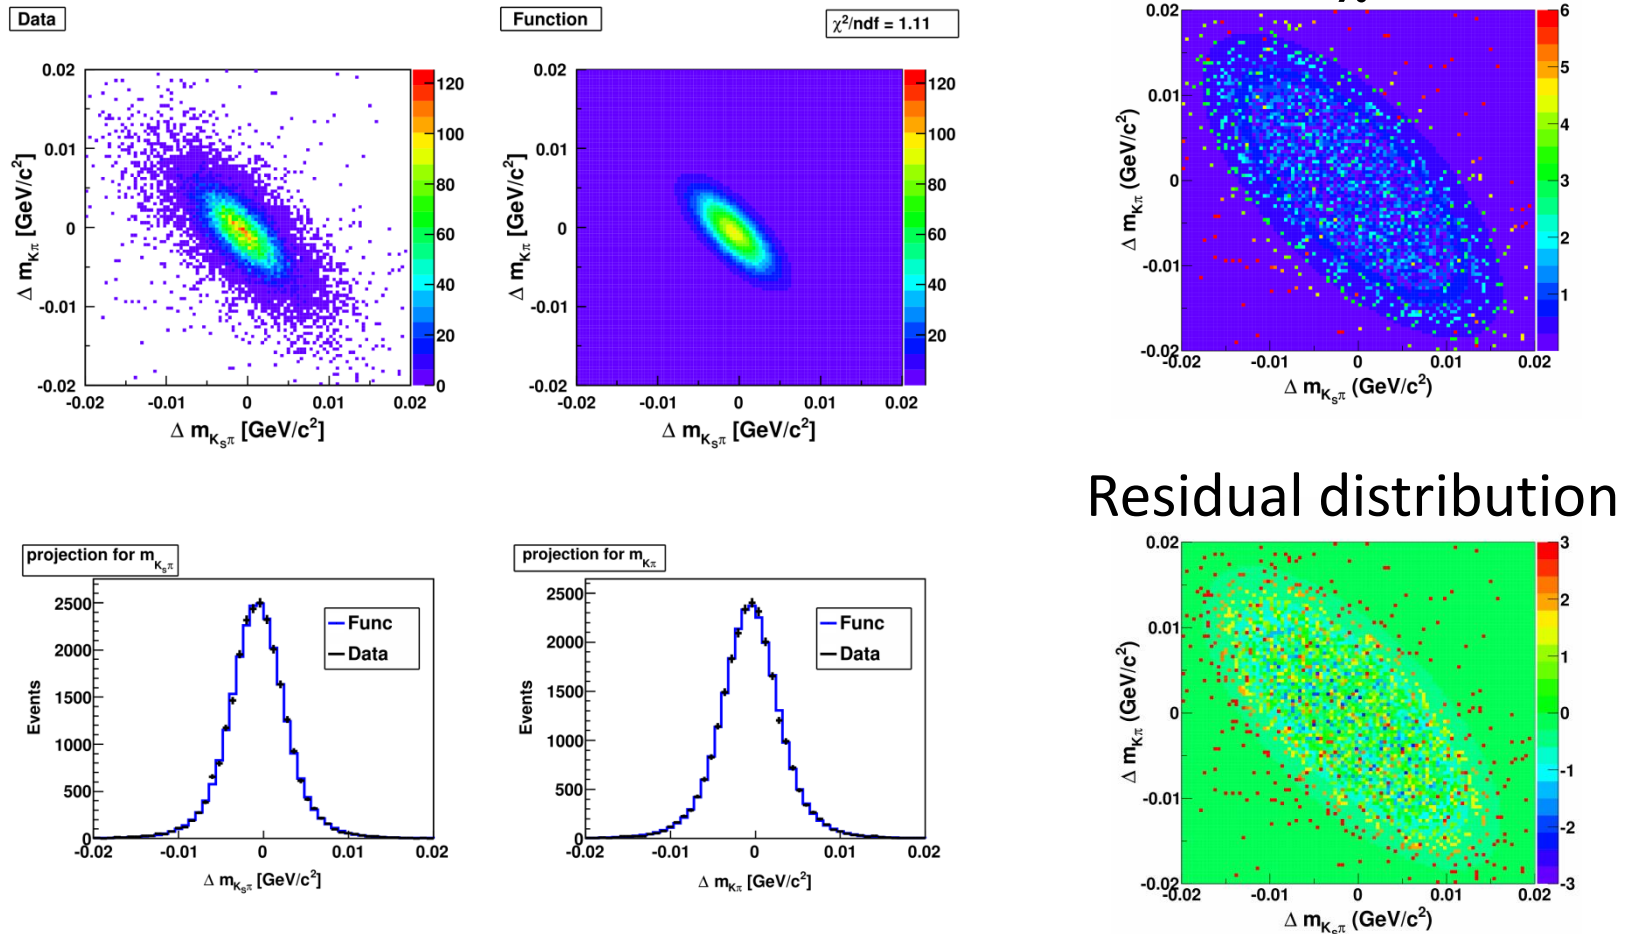 Data
Function
χ²/ndf = 1.11
0.02
0.01
0
-0.01
-0.02
-0.02 -0.01 0 0.01 0.02
Δ m_Kπ [GeV/c²]
Δ m_K_Sπ [GeV/c²]
120
100
80
60
40
20
0
0.02
0.01
0
-0.01
-0.02
-0.02 -0.01 0 0.01 0.02
Δ m_Kπ [GeV/c²]
Δ m_K_Sπ [GeV/c²]
120
100
80
60
40
20
0.02
0.01
0
-0.01
-0.02
-0.02 -0.01 0 0.01 0.02
Δ m_Kπ (GeV/c²)
Δ m_K_Sπ (GeV/c²)
6
5
4
3
2
1
projection for m_K_Sπ
2500
2000
1500
1000
500
0
-0.02 -0.01 0 0.01 0.02
Events
Func
Data
Δ m_K_Sπ [GeV/c²]
projection for m_Kπ
2500
2000
1500
1000
500
0
-0.02 -0.01 0 0.01 0.02
Events
Func
Data
Δ m_Kπ [GeV/c²]
Residual distribution
0.02
0.01
0
-0.01
-0.02
-0.02 -0.01 0 0.01 0.02
Δ m_Kπ (GeV/c²)
Δ m_K_Sπ (GeV/c²)
3
2
1
0
-1
-2
-3